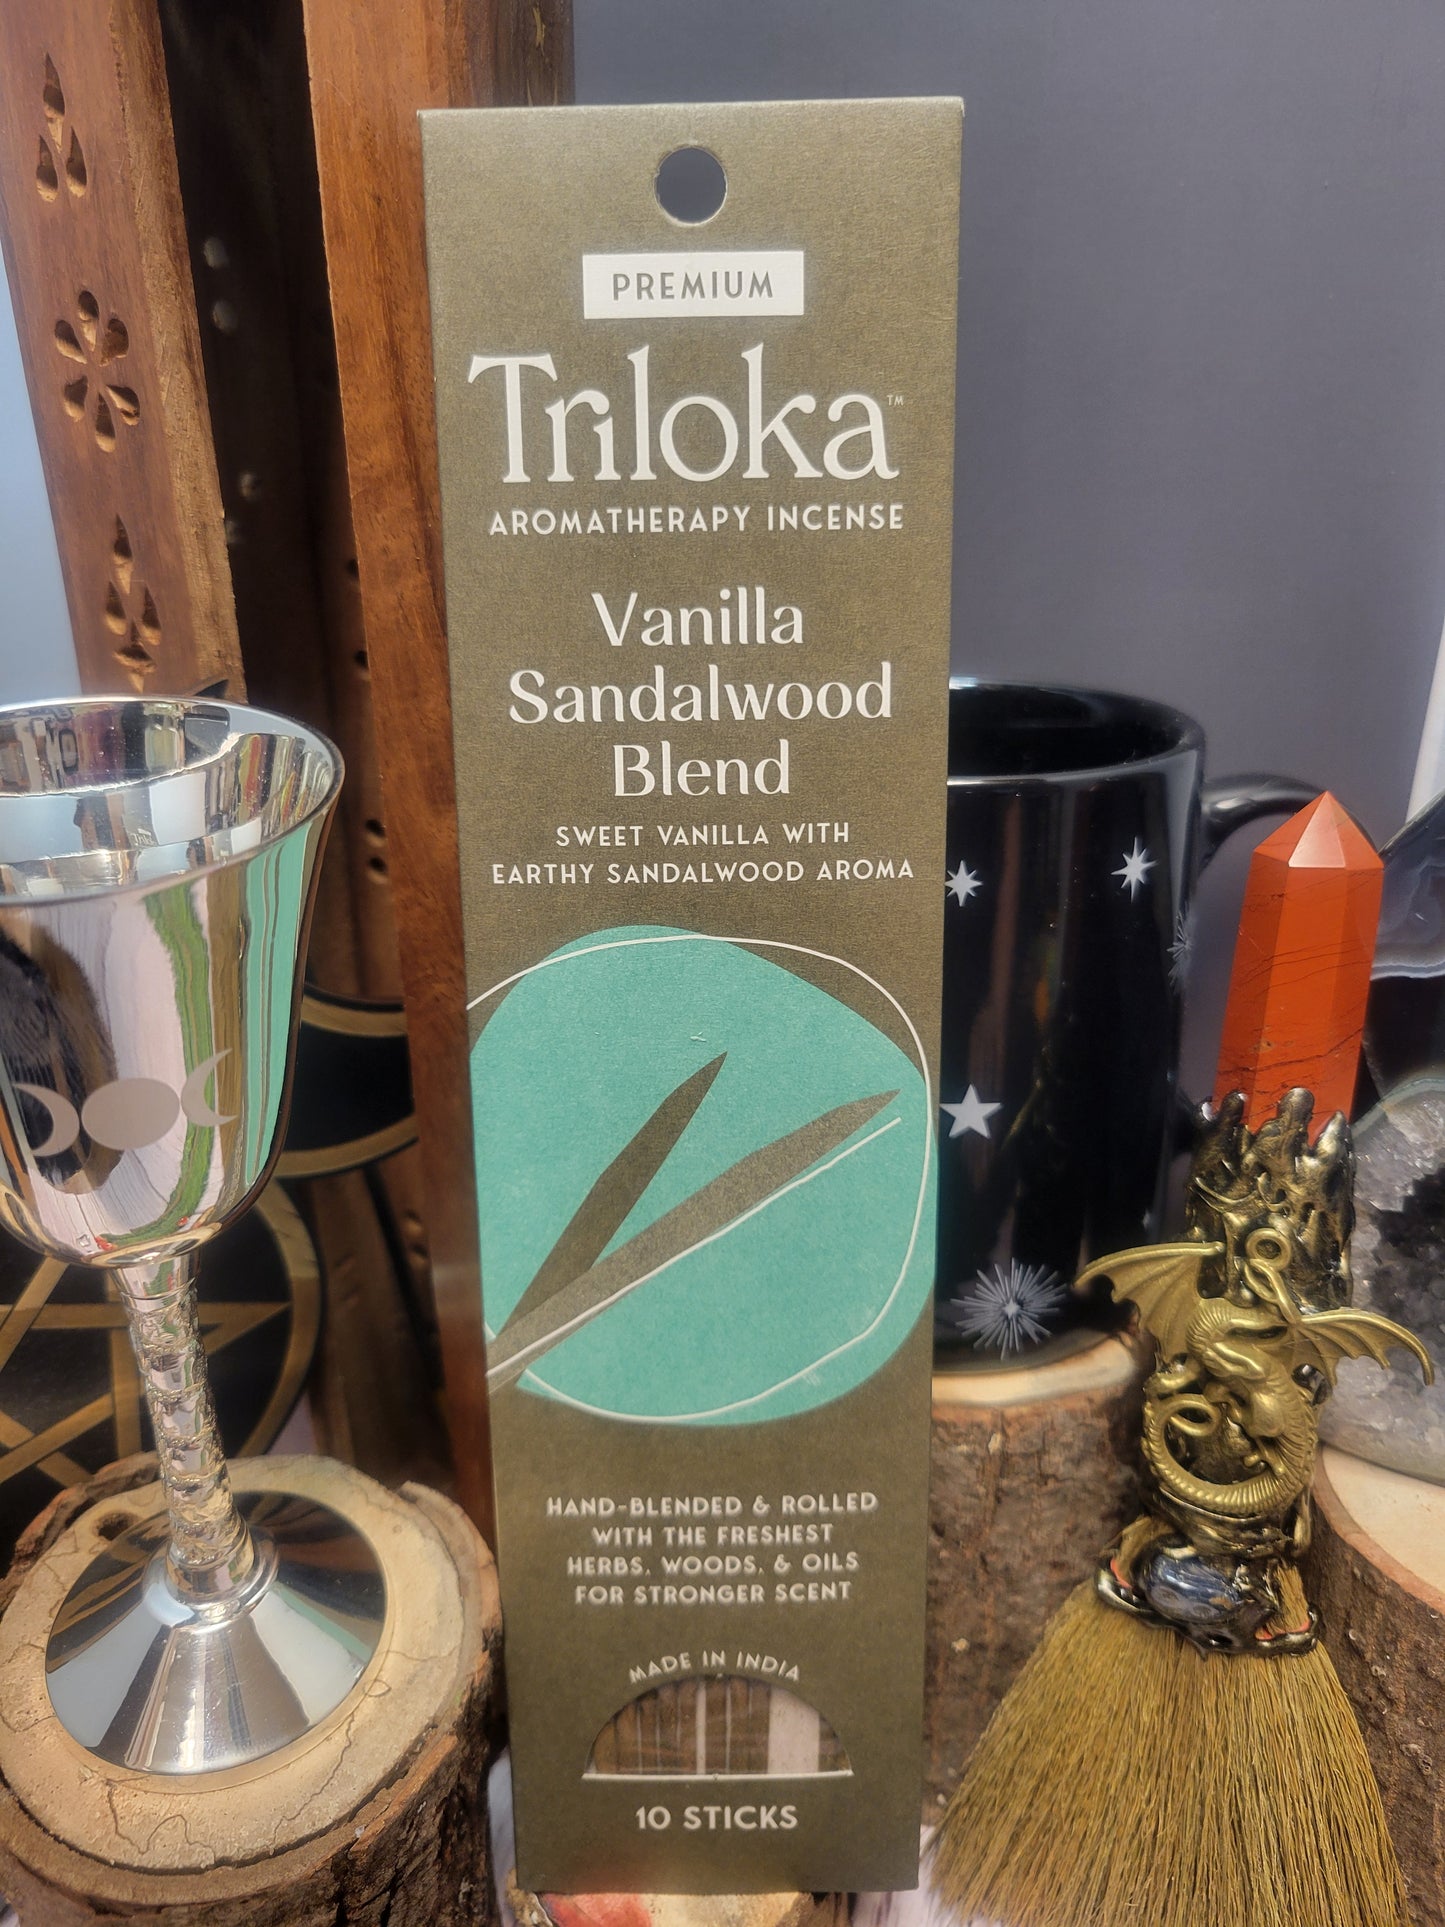 PREMIUM
Triloka™
AROMATHERAPY INCENSE
Vanilla
Sandalwood
Blend
SWEET VANILLA WITH
EARTHY SANDALWOOD AROMA
HAND-BLENDED & ROLLED
WITH THE FRESHEST
HERBS, WOODS, & OILS
FOR STRONGER SCENT
MADE IN INDIA
10 STICKS